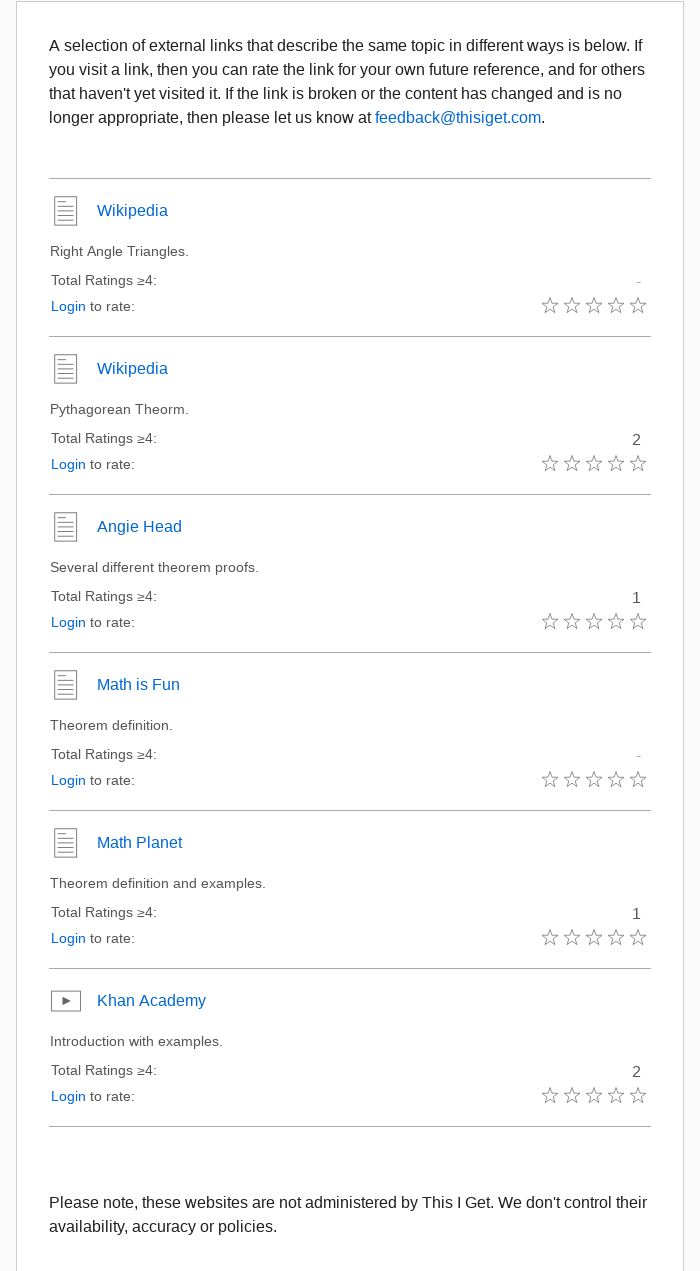 A selection of external links that describe the same topic in different ways is below. If
you visit a link, then you can rate the link for your own future reference, and for others
that haven't yet visited it. If the link is broken or the content has changed and is no
longer appropriate, then please let us know at feedback@thisiget.com.
Wikipedia
Right Angle Triangles.
Total Ratings ≥4: -
Login to rate:
Wikipedia
Pythagorean Theorm.
Total Ratings ≥4: 2
Login to rate:
Angie Head
Several different theorem proofs.
Total Ratings ≥4: 1
Login to rate:
Math is Fun
Theorem definition.
Total Ratings ≥4: -
Login to rate:
Math Planet
Theorem definition and examples.
Total Ratings ≥4: 1
Login to rate:
Khan Academy
Introduction with examples.
Total Ratings ≥4: 2
Login to rate:
Please note, these websites are not administered by This I Get. We don't control their
availability, accuracy or policies.